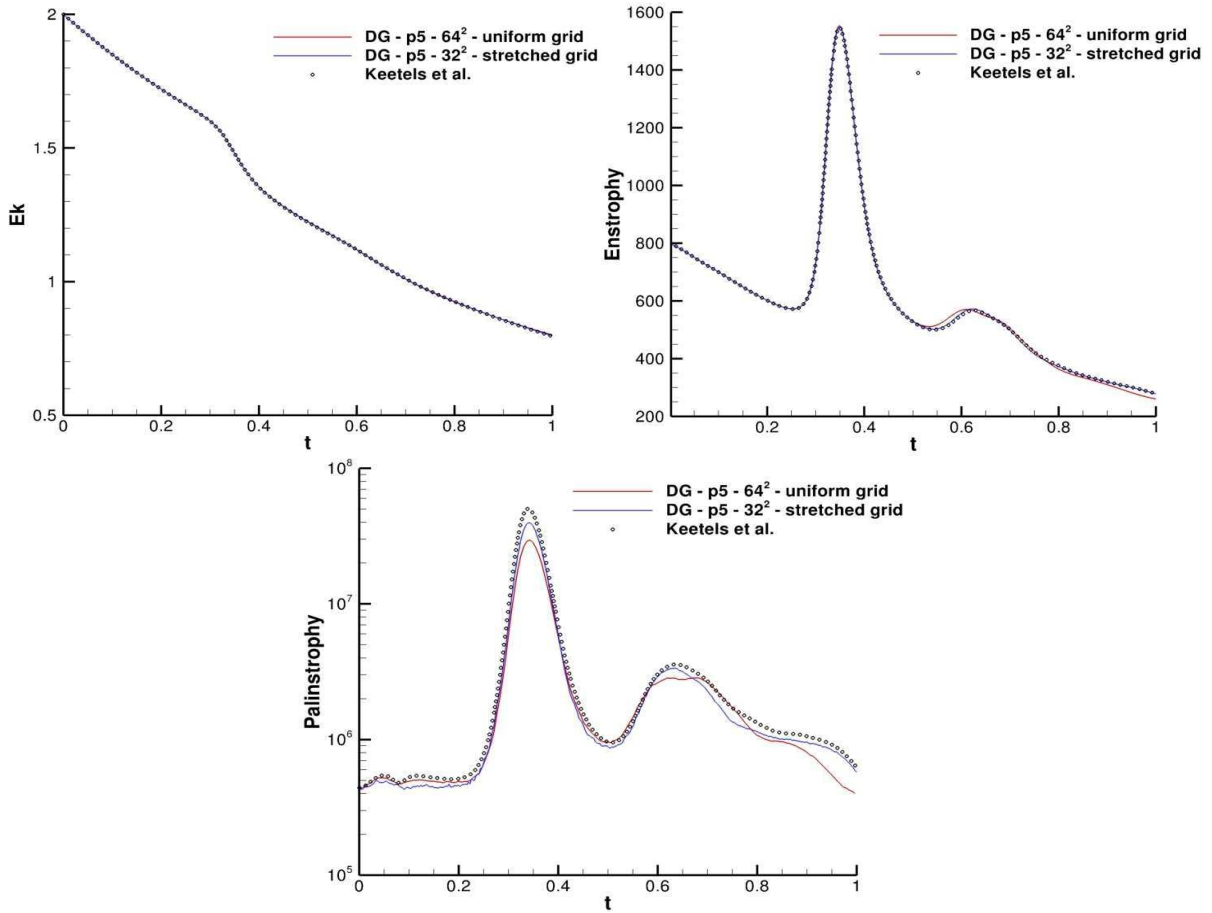 2
1.5
1
0.5
0
0.2
0.4
0.6
0.8
1
Ek
t
DG - p5 - 64² - uniform grid
DG - p5 - 32² - stretched grid
Keetels et al.
1600
1400
1200
1000
800
600
400
200
0.2
0.4
0.6
0.8
1
Enstrophy
t
DG - p5 - 64² - uniform grid
DG - p5 - 32² - stretched grid
Keetels et al.
10⁸
10⁷
10⁶
10⁵
0
0.2
0.4
0.6
0.8
1
Palinstrophy
t
DG - p5 - 64² - uniform grid
DG - p5 - 32² - stretched grid
Keetels et al.